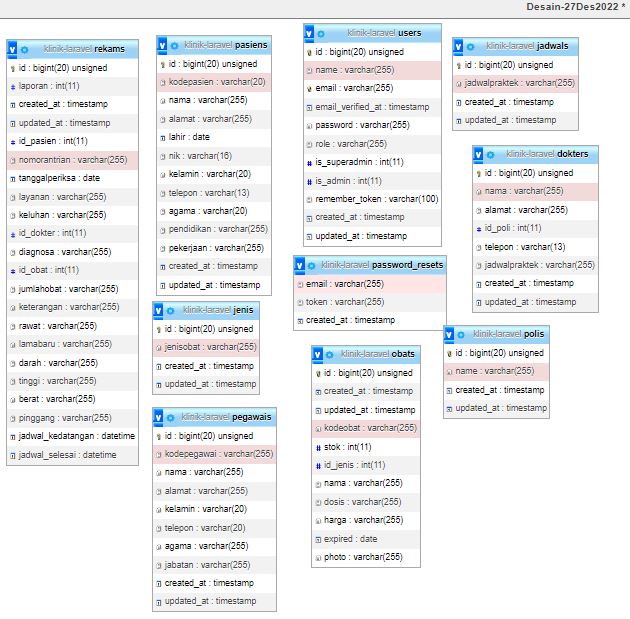 Desain-27Des2022 *
klinik-laravel rekams
id : bigint(20) unsigned
laporan : int(11)
created_at : timestamp
updated_at : timestamp
id_pasien : int(11)
nomorantrian : varchar(255)
tanggalperiksa : date
layanan : varchar(255)
keluhan : varchar(255)
id_dokter : int(11)
diagnosa : varchar(255)
id_obat : int(11)
jumlahobat : varchar(255)
keterangan : varchar(255)
rawat : varchar(255)
lamabaru : varchar(255)
darah : varchar(255)
tinggi : varchar(255)
berat : varchar(255)
pinggang : varchar(255)
jadwal_kedatangan : datetime
jadwal_selesai : datetime
klinik-laravel pasiens
id : bigint(20) unsigned
kodepasien : varchar(20)
nama : varchar(255)
alamat : varchar(255)
lahir : date
nik : varchar(16)
kelamin : varchar(20)
telepon : varchar(13)
agama : varchar(20)
pendidikan : varchar(255)
pekerjaan : varchar(255)
created_at : timestamp
updated_at : timestamp
klinik-laravel jenis
id : bigint(20) unsigned
jenisobat : varchar(255)
created_at : timestamp
updated_at : timestamp
klinik-laravel pegawais
id : bigint(20) unsigned
kodepegawai : varchar(255)
nama : varchar(255)
alamat : varchar(255)
kelamin : varchar(20)
telepon : varchar(20)
agama : varchar(255)
jabatan : varchar(255)
created_at : timestamp
updated_at : timestamp
klinik-laravel users
id : bigint(20) unsigned
name : varchar(255)
email : varchar(255)
email_verified_at : timestamp
password : varchar(255)
role : varchar(255)
is_superadmin : int(11)
is_admin : int(11)
remember_token : varchar(100)
created_at : timestamp
updated_at : timestamp
klinik-laravel password_resets
email : varchar(255)
token : varchar(255)
created_at : timestamp
klinik-laravel obats
id : bigint(20) unsigned
created_at : timestamp
updated_at : timestamp
kodeobat : varchar(255)
stok : int(11)
id_jenis : int(11)
nama : varchar(255)
dosis : varchar(255)
harga : varchar(255)
expired : date
photo : varchar(255)
klinik-laravel jadwals
id : bigint(20) unsigned
jadwalpraktek : varchar(255)
created_at : timestamp
updated_at : timestamp
klinik-laravel dokters
id : bigint(20) unsigned
nama : varchar(255)
alamat : varchar(255)
id_poli : int(11)
telepon : varchar(13)
jadwalpraktek : varchar(255)
created_at : timestamp
updated_at : timestamp
klinik-laravel polis
id : bigint(20) unsigned
name : varchar(255)
created_at : timestamp
updated_at : timestamp